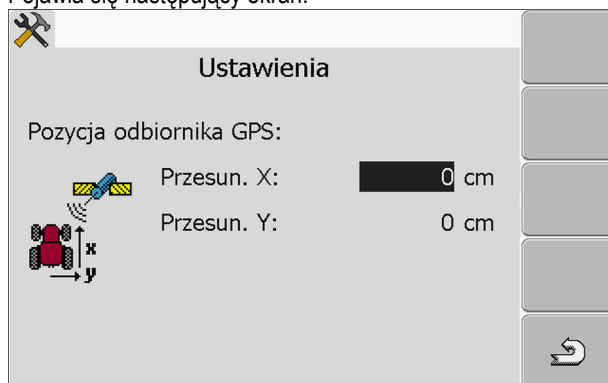 Pojawia się następujący ekran:
Ustawienia
Pozycja odbiornika GPS:
Przesun. X: 0 cm
Przesun. Y: 0 cm
x
y